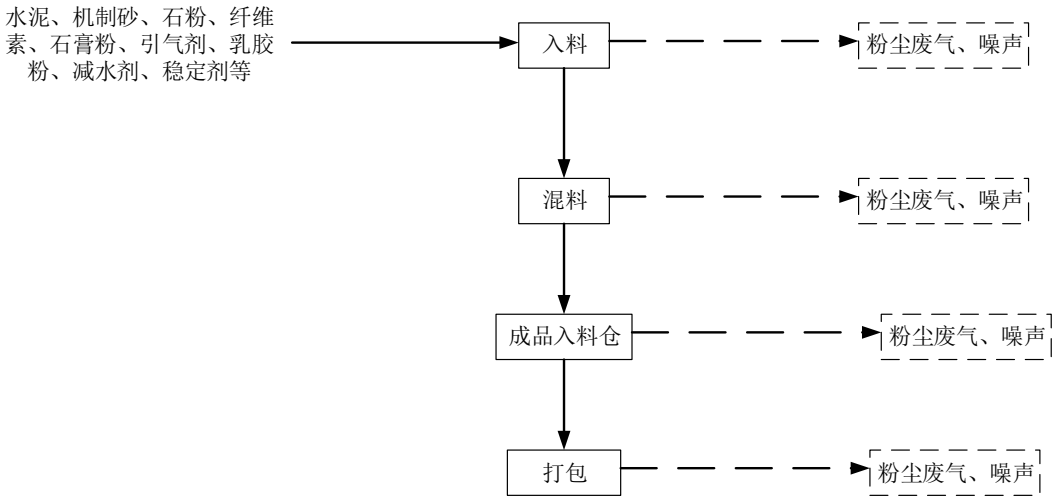 水泥、机制砂、石粉、纤维
素、石膏粉、引气剂、乳胶
粉、减水剂、稳定剂等
入料
粉尘废气、噪声
混料
粉尘废气、噪声
成品入料仓
粉尘废气、噪声
打包
粉尘废气、噪声